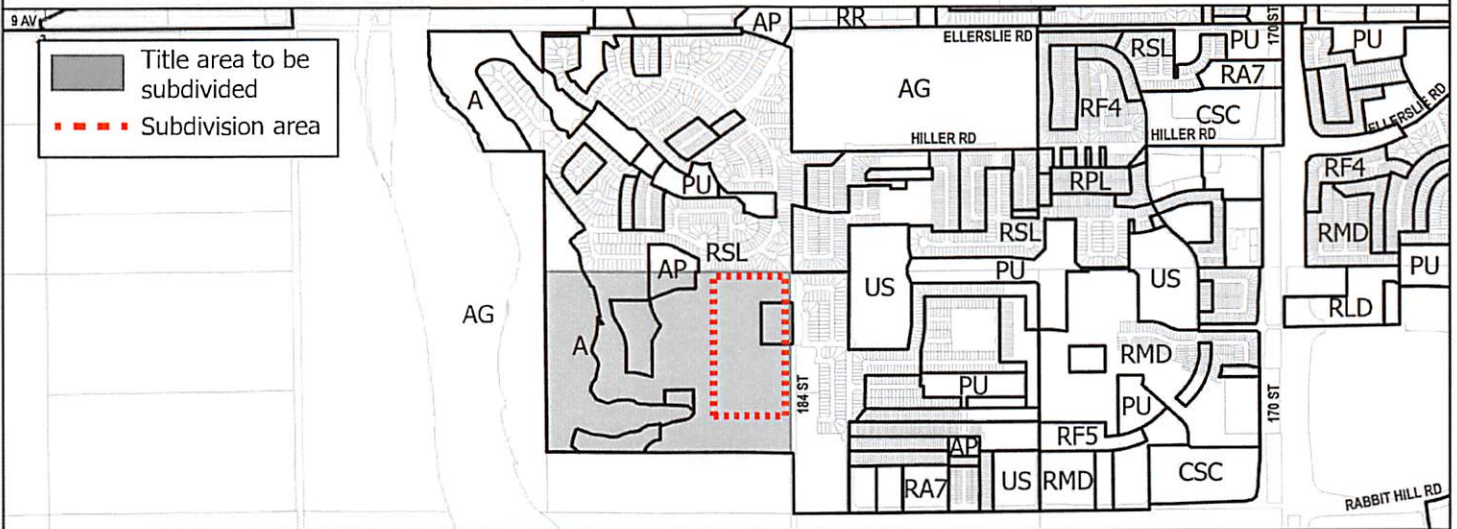 9 AV
Title area to be
subdivided
Subdivision area
AP
RR
ELLERSLIE RD
AG
HILLER RD
RF4
RSL
PU
170 ST
RA7
CSC
HILLER RD
PU
ELLERSLIE RD
RF4
RMD
PU
RLD
A
PU
RSL
AP
AG
A
184 ST
RPL
RSL
PU
US
US
RMD
PU
PU
170 ST
RF5
AP
RA7
US
RMD
CSC
RABBIT HILL RD